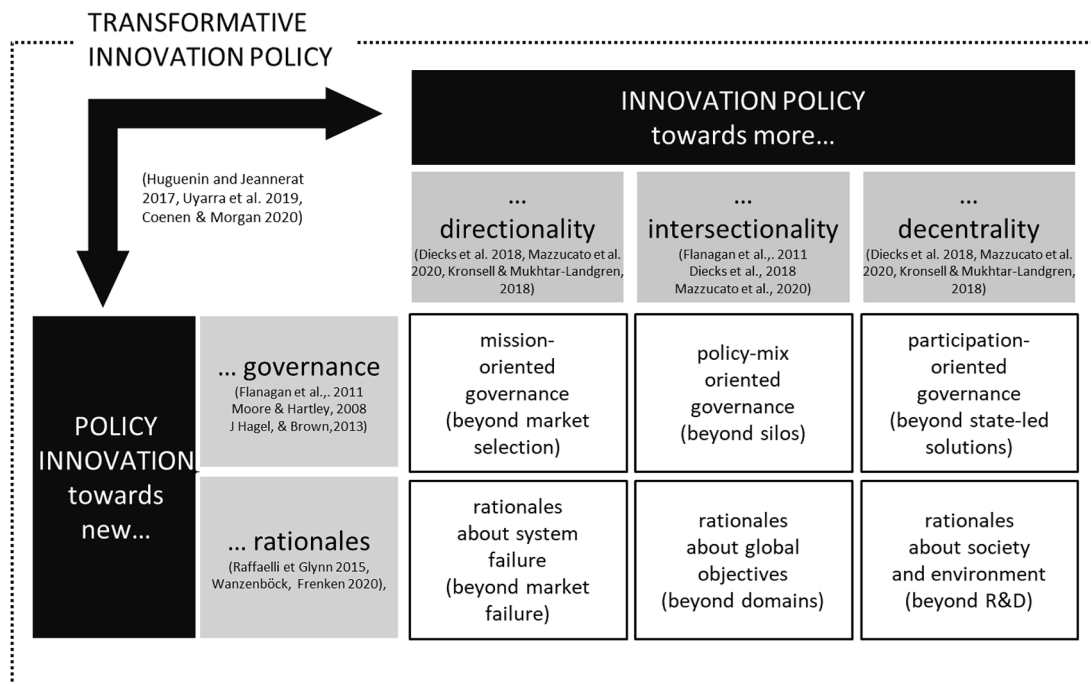 TRANSFORMATIVE
INNOVATION POLICY
(Huguenin and Jeannerat
2017, Uyarra et al. 2019,
Coenen & Morgan 2020)
INNOVATION POLICY
towards more...
...
directionality
(Diecks et al. 2018, Mazzucato et al.
2020, Kronsell & Mukhtar-Landgren,
2018)
...
intersectionality
(Flanagan et al.,. 2011
Diecks et al., 2018
Mazzucato et al., 2020)
...
decentrality
(Diecks et al. 2018, Mazzucato et al.
2020, Kronsell & Mukhtar-Landgren,
2018)
POLICY
INNOVATION
towards
new...
... governance
(Flanagan et al.,. 2011
Moore & Hartley, 2008
J Hagel, & Brown,2013)
mission-
oriented
governance
(beyond market
selection)
policy-mix
oriented
governance
(beyond silos)
participation-
oriented
governance
(beyond state-led
solutions)
... rationales
(Raffaelli et Glynn 2015,
Wanzenböck, Frenken 2020),
rationales
about system
failure
(beyond market
failure)
rationales
about global
objectives
(beyond domains)
rationales
about society
and environment
(beyond R&D)